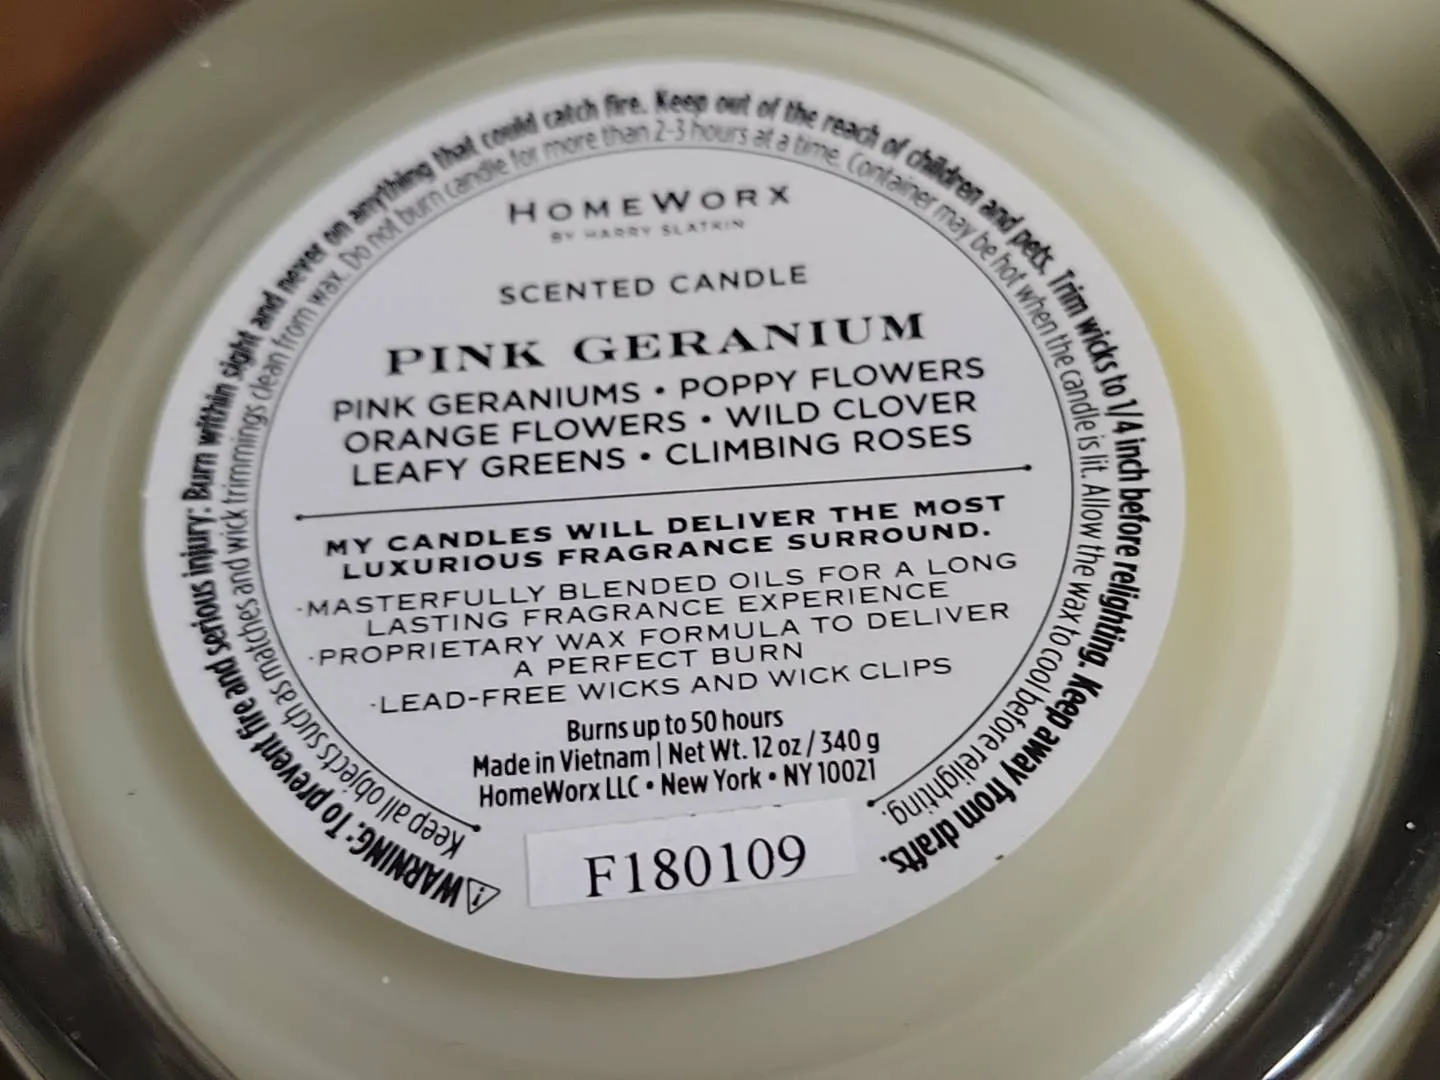 HOMEWORX
BY HARRY SLATKIN
SCENTED CANDLE
PINK GERANIUM
PINK GERANIUMS • POPPY FLOWERS
ORANGE FLOWERS • WILD CLOVER
LEAFY GREENS • CLIMBING ROSES
MY CANDLES WILL DELIVER THE MOST
LUXURIOUS FRAGRANCE SURROUND.
·MASTERFULLY BLENDED OILS FOR A LONG
LASTING FRAGRANCE EXPERIENCE
·PROPRIETARY WAX FORMULA TO DELIVER
A PERFECT BURN
·LEAD-FREE WICKS AND WICK CLIPS
Burns up to 50 hours
Made in Vietnam | Net Wt. 12 oz / 340 g
HomeWorx LLC • New York • NY 10021
F180109
WARNING: To prevent fire and serious injury: Burn within sight and never on anything that could catch fire. Keep out of the reach of children and pets. Trim wicks to 1/4 inch before relighting. Keep away from drafts.
Keep all objects such as matches and wick trimmings clean from wax. Do not burn candle for more than 2-3 hours at a time. Container may be hot when the candle is lit. Allow the wax to cool before relighting.